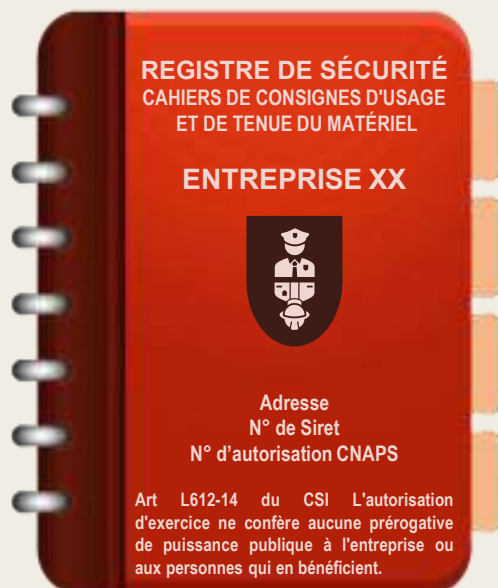 REGISTRE DE SÉCURITÉ
CAHIERS DE CONSIGNES D'USAGE
ET DE TENUE DU MATÉRIEL
ENTREPRISE XX
Adresse
N° de Siret
N° d’autorisation CNAPS
Art L612-14 du CSI L'autorisation
d'exercice ne confère aucune prérogative
de puissance publique à l'entreprise ou
aux personnes qui en bénéficient.